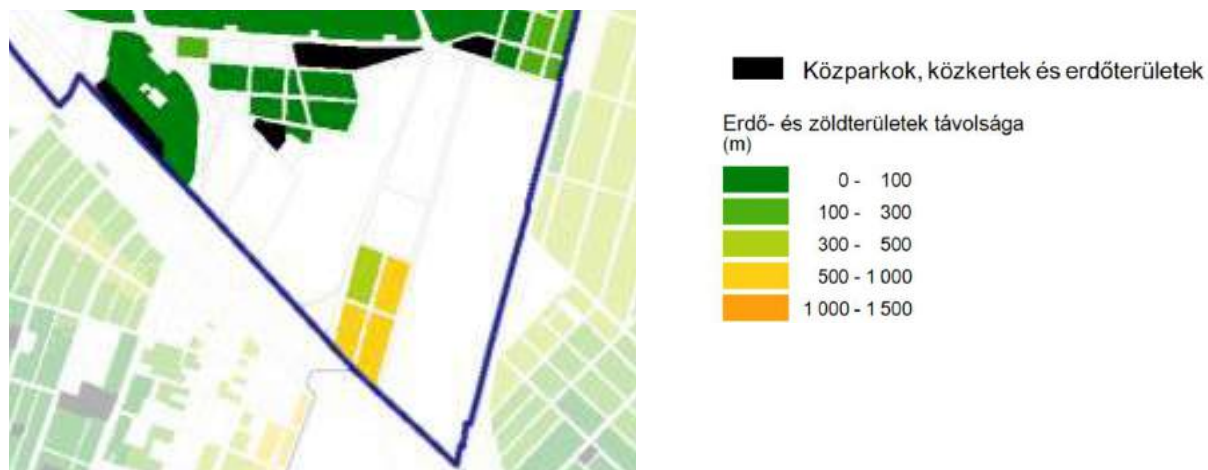 Közparkok, közkertek és erdőterületek
Erdő- és zöldterületek távolsága
(m)
0 - 100
100 - 300
300 - 500
500 - 1 000
1 000 - 1 500